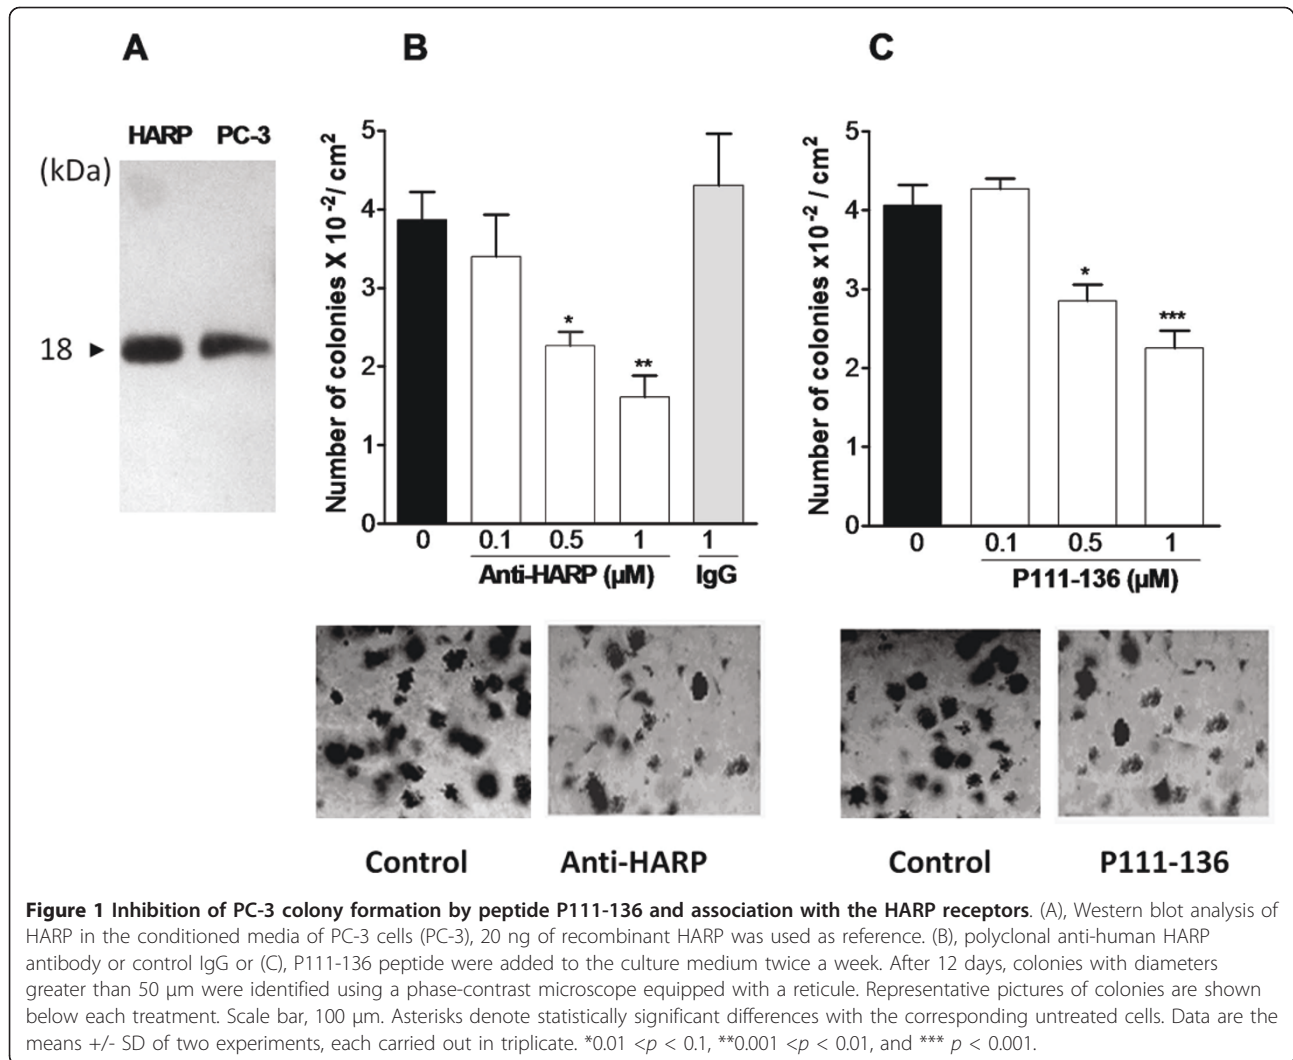 A
B
C
HARP PC-3
(kDa)
18 ►
Number of colonies X 10⁻²/ cm²
5
4
3
2
1
0
*
**
0 0.1 0.5 1 1
Anti-HARP (µM) IgG
Number of colonies x10⁻² / cm²
5
4
3
2
1
0
*
***
0 0.1 0.5 1
P111-136 (µM)
Control Anti-HARP Control P111-136
Figure 1 Inhibition of PC-3 colony formation by peptide P111-136 and association with the HARP receptors. (A), Western blot analysis of
HARP in the conditioned media of PC-3 cells (PC-3), 20 ng of recombinant HARP was used as reference. (B), polyclonal anti-human HARP
antibody or control IgG or (C), P111-136 peptide were added to the culture medium twice a week. After 12 days, colonies with diameters
greater than 50 µm were identified using a phase-contrast microscope equipped with a reticule. Representative pictures of colonies are shown
below each treatment. Scale bar, 100 µm. Asterisks denote statistically significant differences with the corresponding untreated cells. Data are the
means +/- SD of two experiments, each carried out in triplicate. *0.01 <p < 0.1, **0.001 <p < 0.01, and *** p < 0.001.